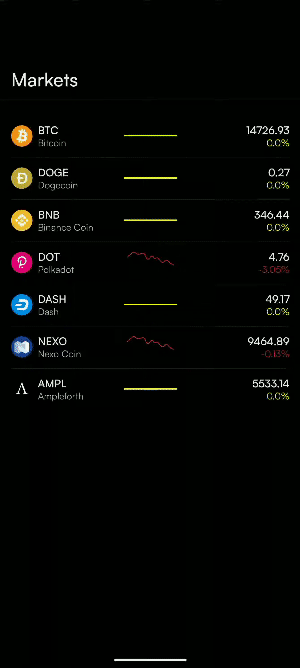 Markets
BTC 14726.93
Bitcoin 0.0%
DOGE 0.27
Dogecoin 0.0%
BNB 346.44
Binance Coin 0.0%
DOT 4.76
Polkadot -3.05%
DASH 49.17
Dash 0.0%
NEXO 9464.89
Nexo Coin -0.13%
AMPL 5533.14
Ampleforth 0.0%